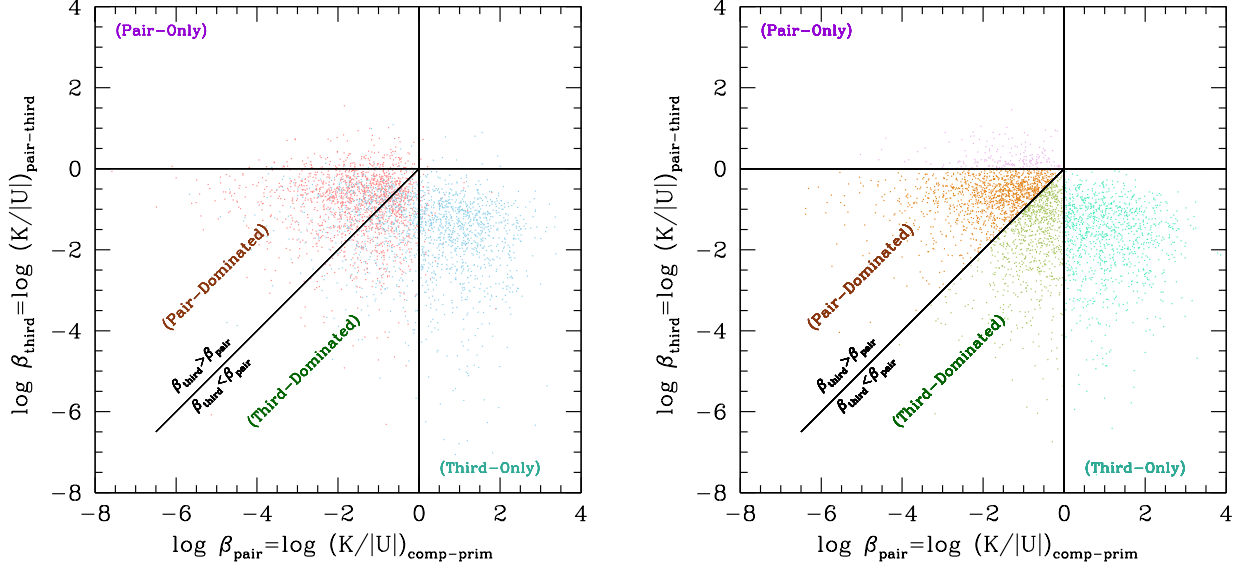 4
2
0
−2
−4
−6
−8
−8 −6 −4 −2 0 2 4
log β_third=log (K/|U|)_pair−third
log β_pair=log (K/|U|)_comp−prim
(Pair−Only)
(Pair−Dominated)
β_third>β_pair
β_third<β_pair
(Third−Dominated)
(Third−Only)
4
2
0
−2
−4
−6
−8
−8 −6 −4 −2 0 2 4
log β_third=log (K/|U|)_pair−third
log β_pair=log (K/|U|)_comp−prim
(Pair−Only)
(Pair−Dominated)
β_third>β_pair
β_third<β_pair
(Third−Dominated)
(Third−Only)